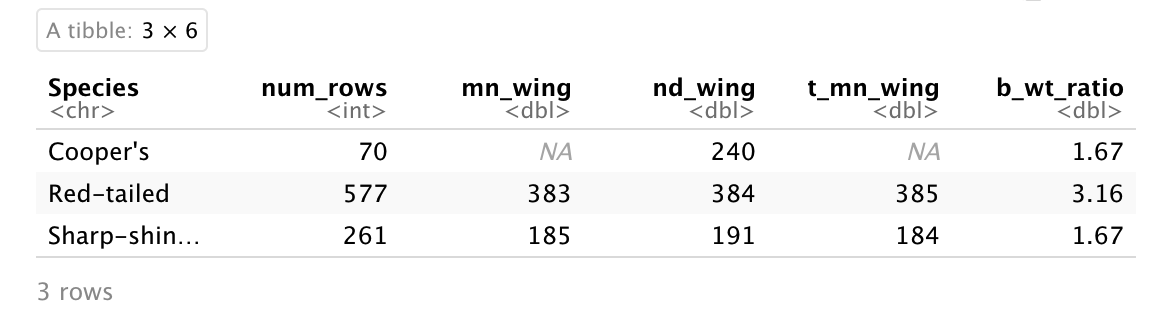 A tibble: 3 × 6
Species num_rows mn_wing nd_wing t_mn_wing b_wt_ratio
<chr> <int> <dbl> <dbl> <dbl> <dbl>
Cooper's 70 NA 240 NA 1.67
Red-tailed 577 383 384 385 3.16
Sharp-shin... 261 185 191 184 1.67
3 rows